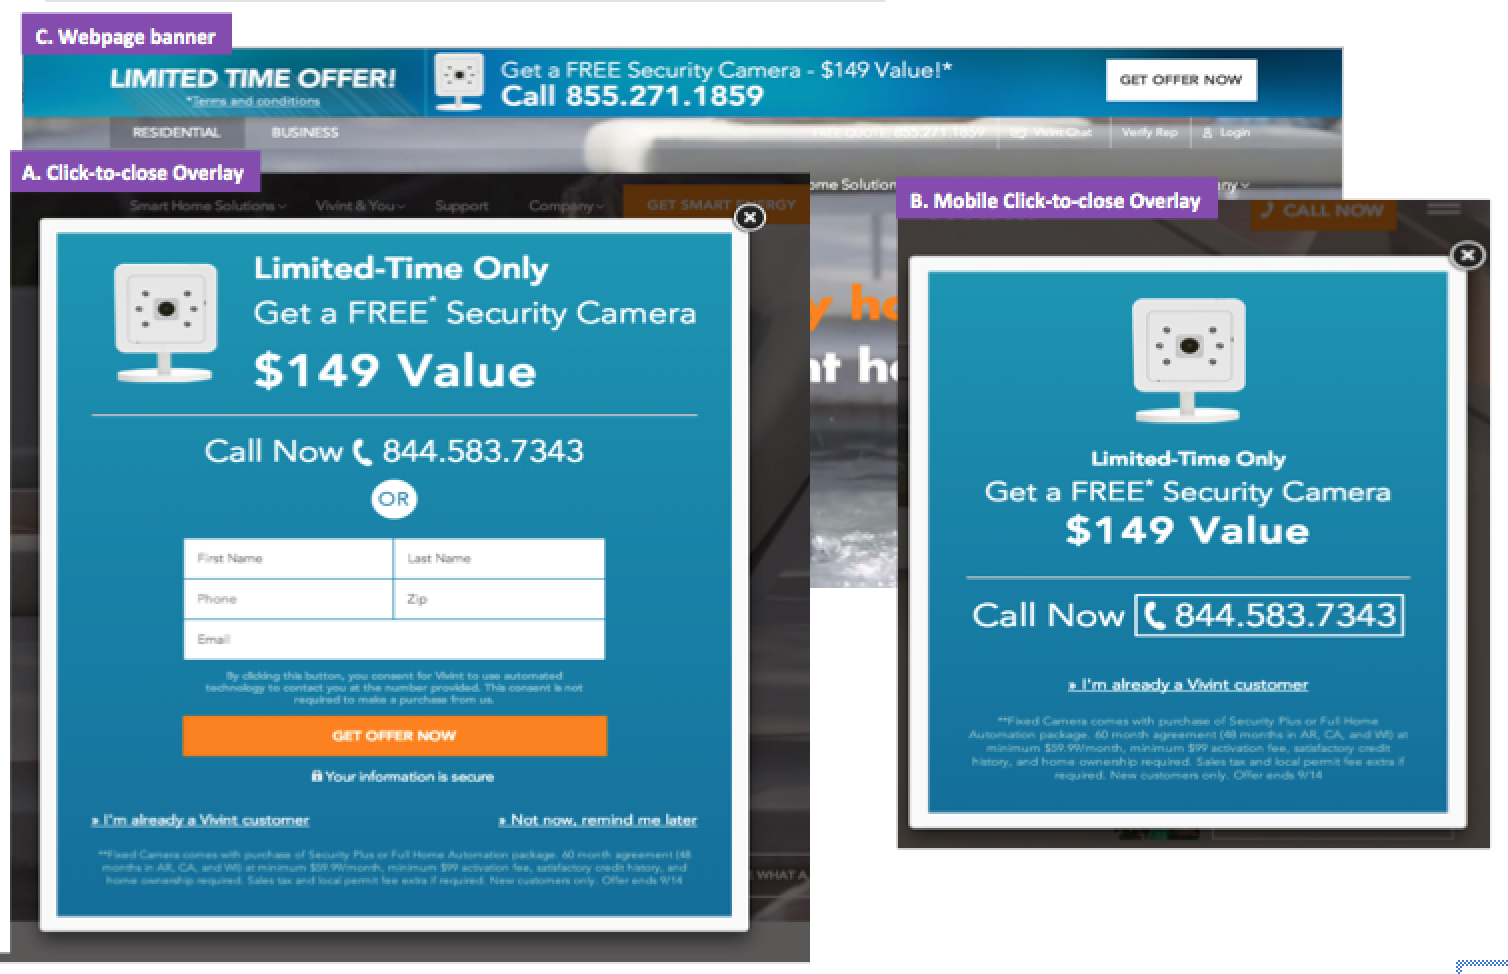 C. Webpage banner
LIMITED TIME OFFER!
*Terms and conditions
Get a FREE Security Camera - $149 Value!*
Call 855.271.1859
GET OFFER NOW
RESIDENTIAL
BUSINESS
FREE QUOTE: 855.271.1859
Vivint Chat
Verify Rep
Login
A. Click-to-close Overlay
Smart Home Solutions
Vivint & You
Support
Company
GET SMART ENERGY
Limited-Time Only
Get a FREE* Security Camera
$149 Value
Call Now 844.583.7343
OR
First Name
Last Name
Phone
Zip
Email
By clicking this button, you consent for Vivint to use automated
technology to contact you at the number provided. This consent is not
required to make a purchase from us.
GET OFFER NOW
Your information is secure
» I'm already a Vivint customer
» Not now, remind me later
**Fixed Camera comes with purchase of Security Plus or Full Home Automation package. 60 month agreement (48
months in AR, CA, and WI) at minimum $59.99/month, minimum $99 activation fee, satisfactory credit history, and
home ownership required. Sales tax and local permit fee extra if required. New customers only. Offer ends 9/14
WHAT A
ome Solution
ny
y ho
nt ho
B. Mobile Click-to-close Overlay
CALL NOW
Limited-Time Only
Get a FREE* Security Camera
$149 Value
Call Now 844.583.7343
» I'm already a Vivint customer
**Fixed Camera comes with purchase of Security Plus or Full Home
Automation package. 60 month agreement (48 months in AR, CA, and WI) at
minimum $59.99/month, minimum $99 activation fee, satisfactory credit
history, and home ownership required. Sales tax and local permit fee extra if
required. New customers only. Offer ends 9/14